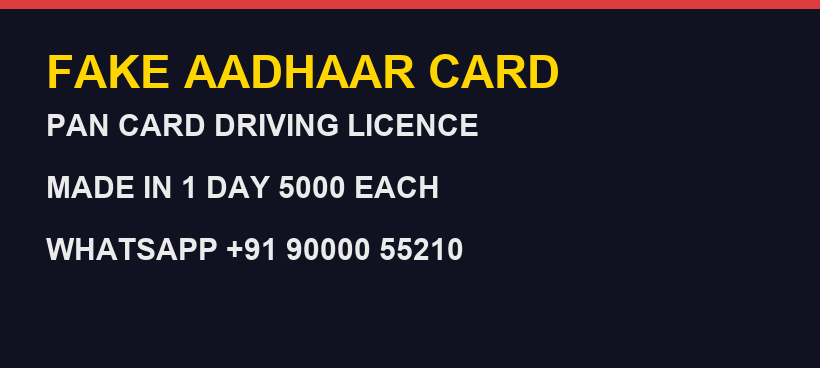 FAKE AADHAAR CARD
PAN CARD DRIVING LICENCE
MADE IN 1 DAY 5000 EACH
WHATSAPP +91 90000 55210